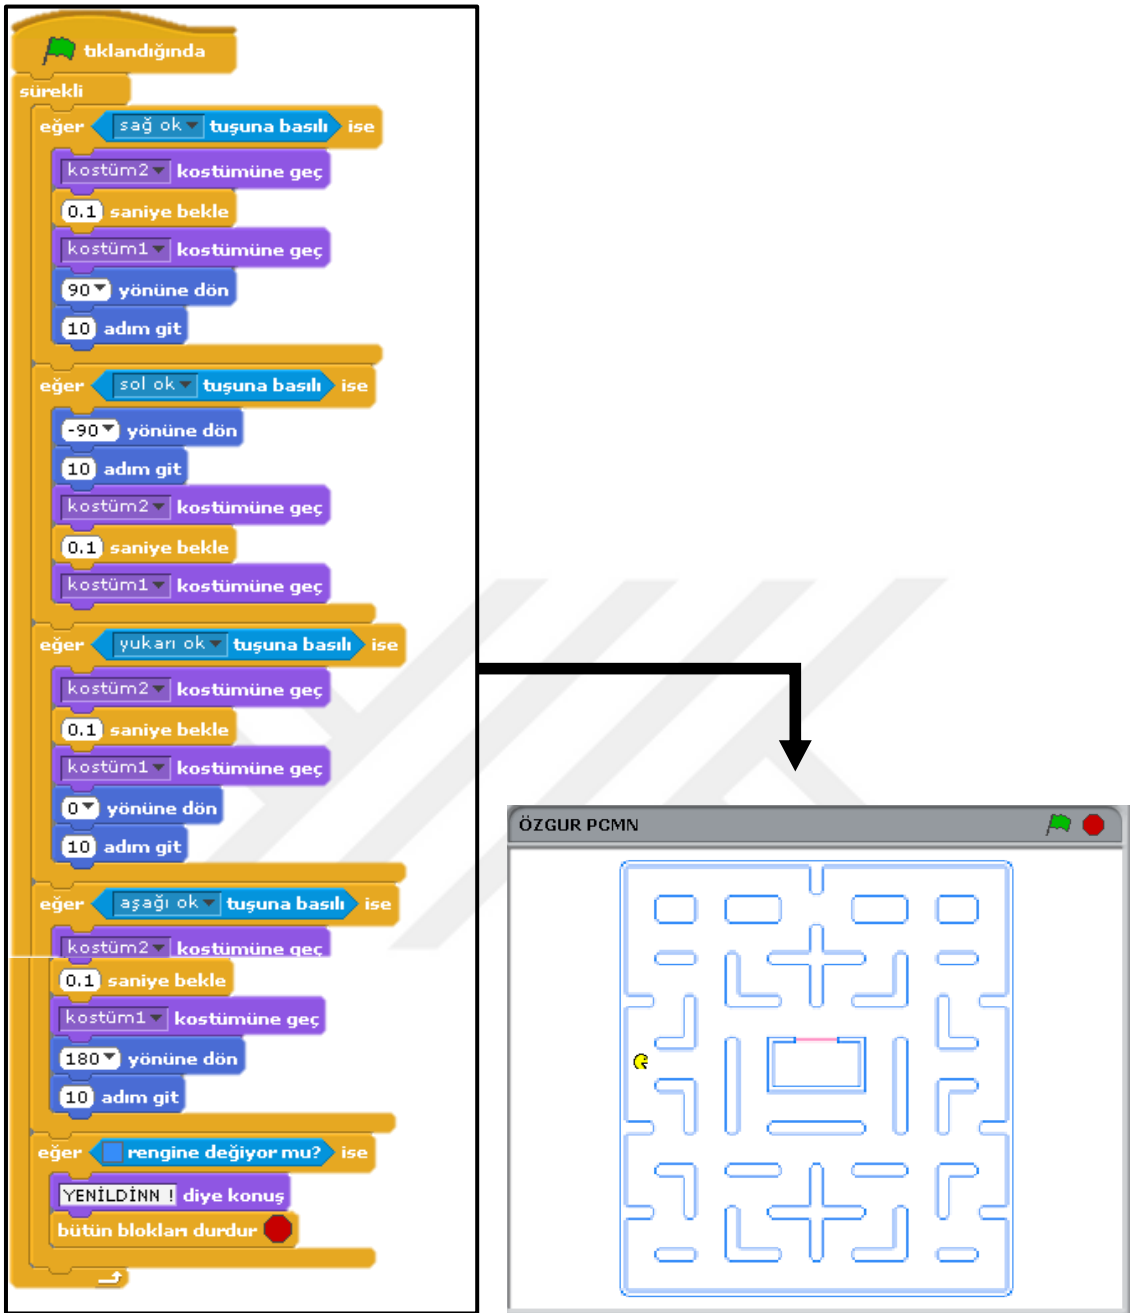 tıklandığında
sürekli
eğer sağ ok tuşuna basılı ise
kostüm2 kostümüne geç
0.1 saniye bekle
kostüm1 kostümüne geç
90 yönüne dön
10 adım git
eğer sol ok tuşuna basılı ise
-90 yönüne dön
10 adım git
kostüm2 kostümüne geç
0.1 saniye bekle
kostüm1 kostümüne geç
eğer yukarı ok tuşuna basılı ise
kostüm2 kostümüne geç
0.1 saniye bekle
kostüm1 kostümüne geç
0 yönüne dön
10 adım git
eğer aşağı ok tuşuna basılı ise
kostüm2 kostümüne geç
0.1 saniye bekle
kostüm1 kostümüne geç
180 yönüne dön
10 adım git
eğer rengine değiyor mu? ise
YENİLDİNN ! diye konuş
bütün blokları durdur
ÖZGUR PCMN